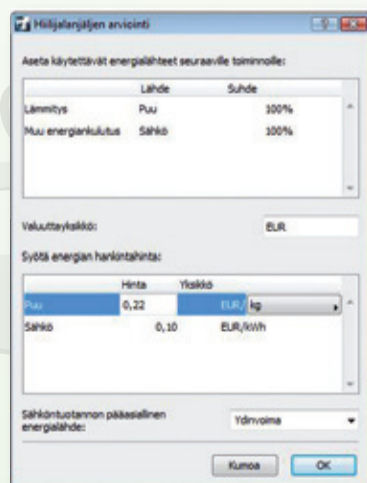 Hiilijalanjäljen arviointi
Aseta käytettävät energialähteet seuraaville toiminnoille:
Lähde Suhde
Lämmitys Puu 100%
Muu energiankulutus Sähkö 100%
Valuuttayksikkö: EUR
Syötä energian hankintahinta:
Hinta Yksikkö
Puu 0,22 EUR/ kg
Sähkö 0,10 EUR/kWh
Sähköntuotannon pääasiallinen
energialähde: Ydinvoima
Kumoa OK